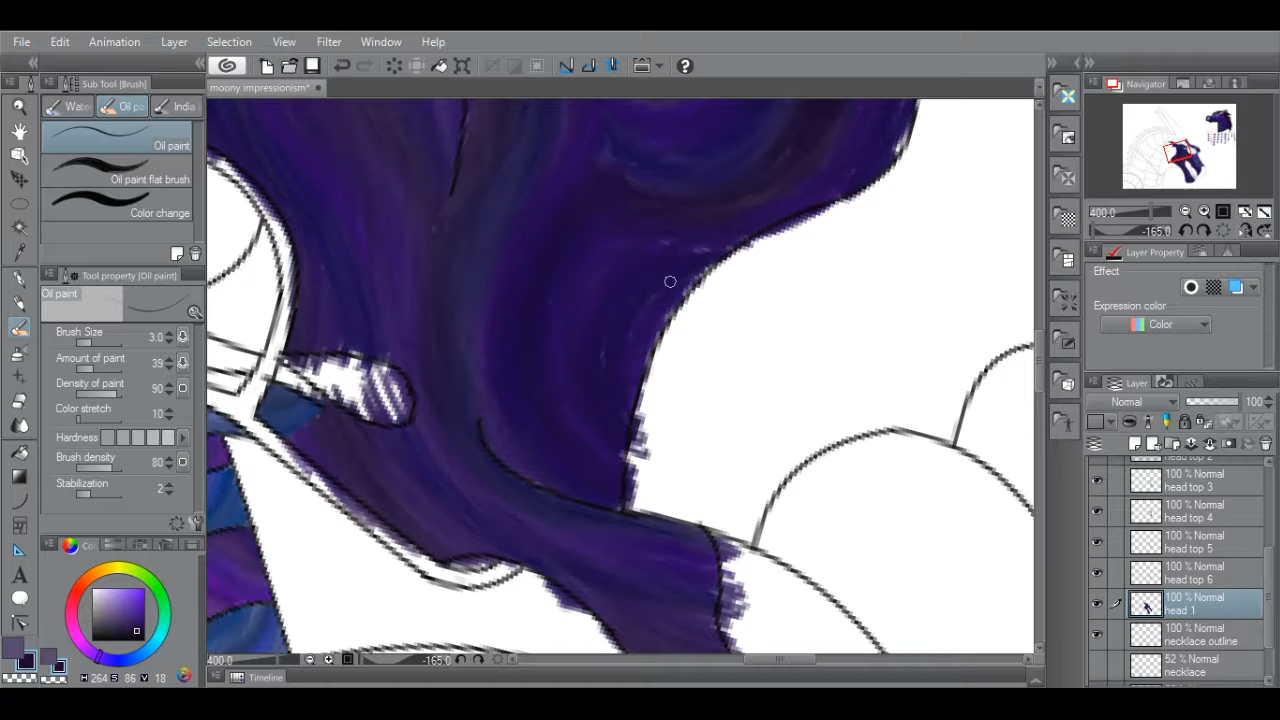 File Edit Animation Layer Selection View Filter Window Help
Sub Tool [Brush]
Wate Oil pa India
Oil paint
Oil paint flat brush
Color change
Tool property [Oil paint]
Oil paint
Brush Size 3.0
Amount of paint 39
Density of paint 90
Color stretch 10
Hardness
Brush density 80
Stabilization 2
Co
H 264 S 86 V 18
moony impressionism*
400.0 -165.0
Timeline
Navigator
400.0
-165.0
Layer Property
Effect
Expression color
Color
Layer
Normal 100
head top 2
100 % Normal
head top 3
100 % Normal
head top 4
100 % Normal
head top 5
100 % Normal
head top 6
100 % Normal
head 1
100 % Normal
necklace outline
52 % Normal
necklace